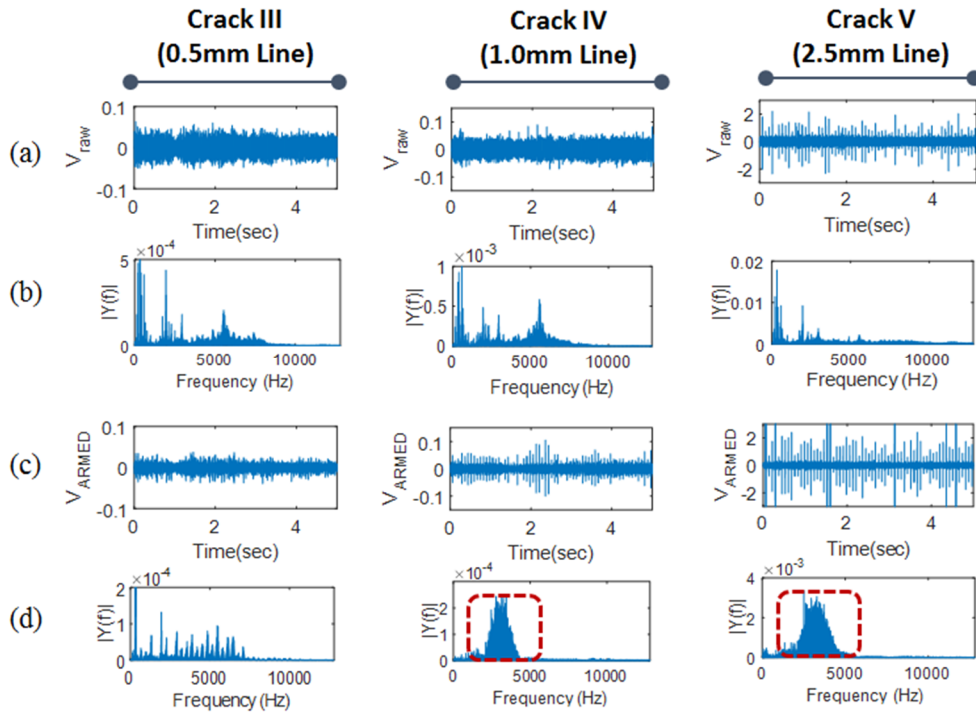 Crack III
(0.5mm Line)
Crack IV
(1.0mm Line)
Crack V
(2.5mm Line)
(a)
V_raw
0.1
0
-0.1
0
2
4
Time(sec)
V_raw
0.1
0
-0.1
0
2
4
Time(sec)
V_raw
2
0
-2
0
2
4
Time(sec)
(b)
|Y(f)|
×10^-4
5
0
0
5000
10000
Frequency (Hz)
|Y(f)|
×10^-3
1
0.5
0
0
5000
10000
Frequency (Hz)
|Y(f)|
0.02
0.01
0
0
5000
10000
Frequency (Hz)
(c)
V_ARMED
0.1
0
-0.1
0
2
4
Time(sec)
V_ARMED
0.1
0
-0.1
0
2
4
Time(sec)
V_ARMED
2
0
-2
0
2
4
Time(sec)
(d)
|Y(f)|
×10^-4
2
1
0
0
5000
10000
Frequency (Hz)
|Y(f)|
×10^-4
2
1
0
0
5000
10000
Frequency (Hz)
|Y(f)|
×10^-3
4
2
0
0
5000
10000
Frequency (Hz)